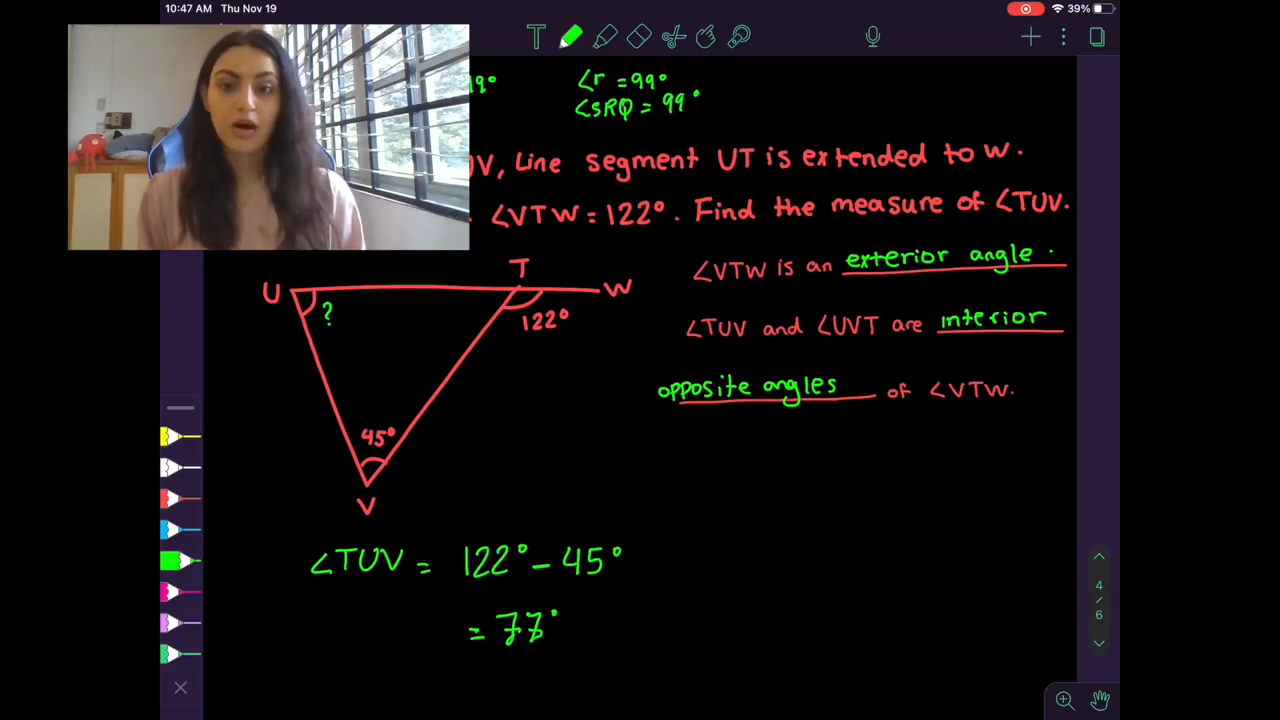 10:47 AM Thu Nov 19
39%
T
∠r = 99°
∠SRQ = 99°
Line segment UT is extended to W.
∠VTW = 122°. Find the measure of ∠TUV.
∠VTW is an exterior angle.
∠TUV and ∠UVT are interior
opposite angles of ∠VTW.
T
U
W
?
122°
45°
V
∠TUV = 122° - 45°
= 77°
4
/
6